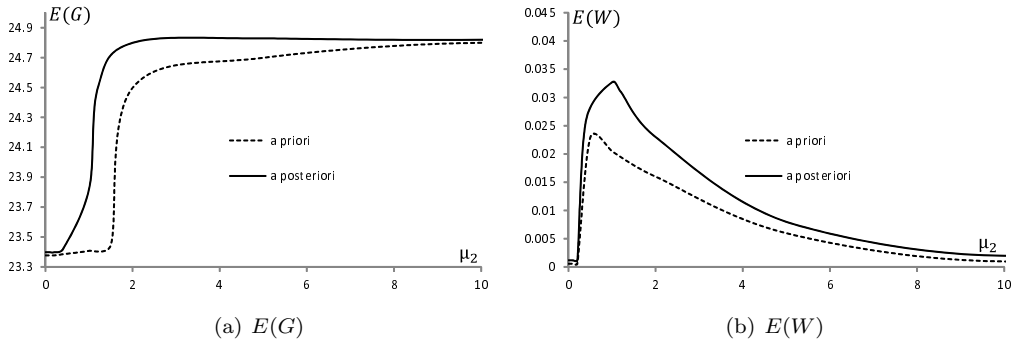 E(G)
24.9
24.7
24.5
24.3
24.1
23.9
23.7
23.5
23.3
0 2 4 6 8 10
μ2
a priori
a posteriori
(a) E(G)
E(W)
0.045
0.04
0.035
0.03
0.025
0.02
0.015
0.01
0.005
0
0 2 4 6 8 10
μ2
a priori
a posteriori
(b) E(W)